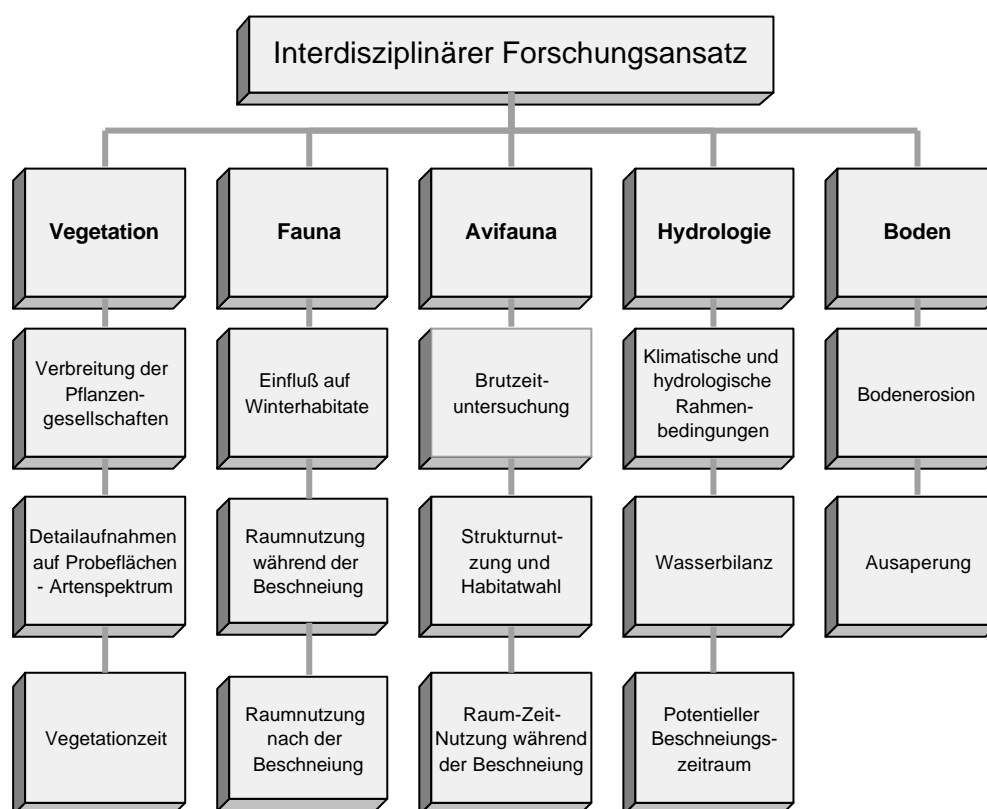 Interdisziplinärer Forschungsansatz
Vegetation
Fauna
Avifauna
Hydrologie
Boden
Verbreitung der
Pflanzen-
gesellschaften
Einfluß auf
Winterhabitate
Brutzeit-
untersuchung
Klimatische und
hydrologische
Rahmen-
bedingungen
Bodenerosion
Detailaufnahmen
auf Probeflächen
- Artenspektrum
Raumnutzung
während der
Beschneiung
Strukturnut-
zung und
Habitatwahl
Wasserbilanz
Ausaperung
Vegetationzeit
Raumnutzung
nach der
Beschneiung
Raum-Zeit-
Nutzung während
der Beschneiung
Potentieller
Beschneiungs-
zeitraum